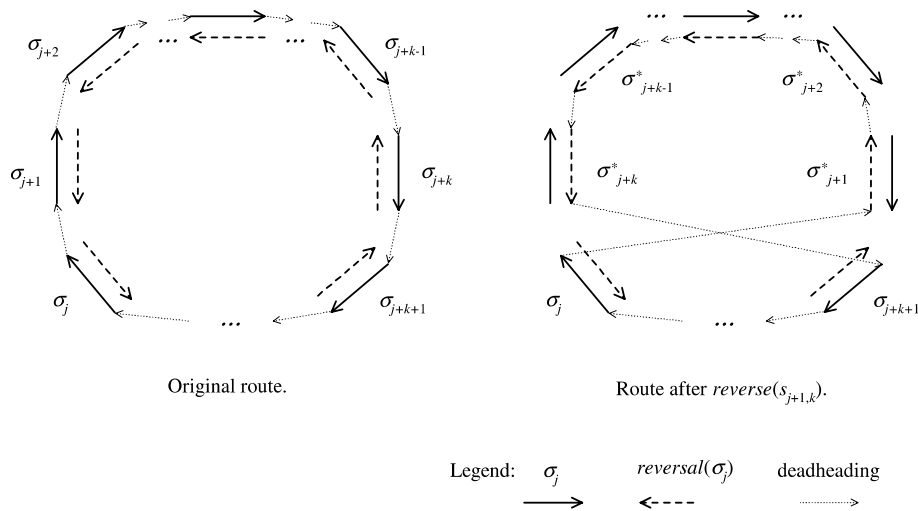 σ_{j+2} ... ... σ_{j+k-1}
σ_{j+1} σ_{j+k}
σ_j ... σ_{j+k+1}
Original route.
... ...
σ*_{j+k-1} σ*_{j+2}
σ*_{j+k} σ*_{j+1}
σ_j ... σ_{j+k+1}
Route after reverse(s_{j+1,k}).
Legend: σ_j reversal(σ_j) deadheading